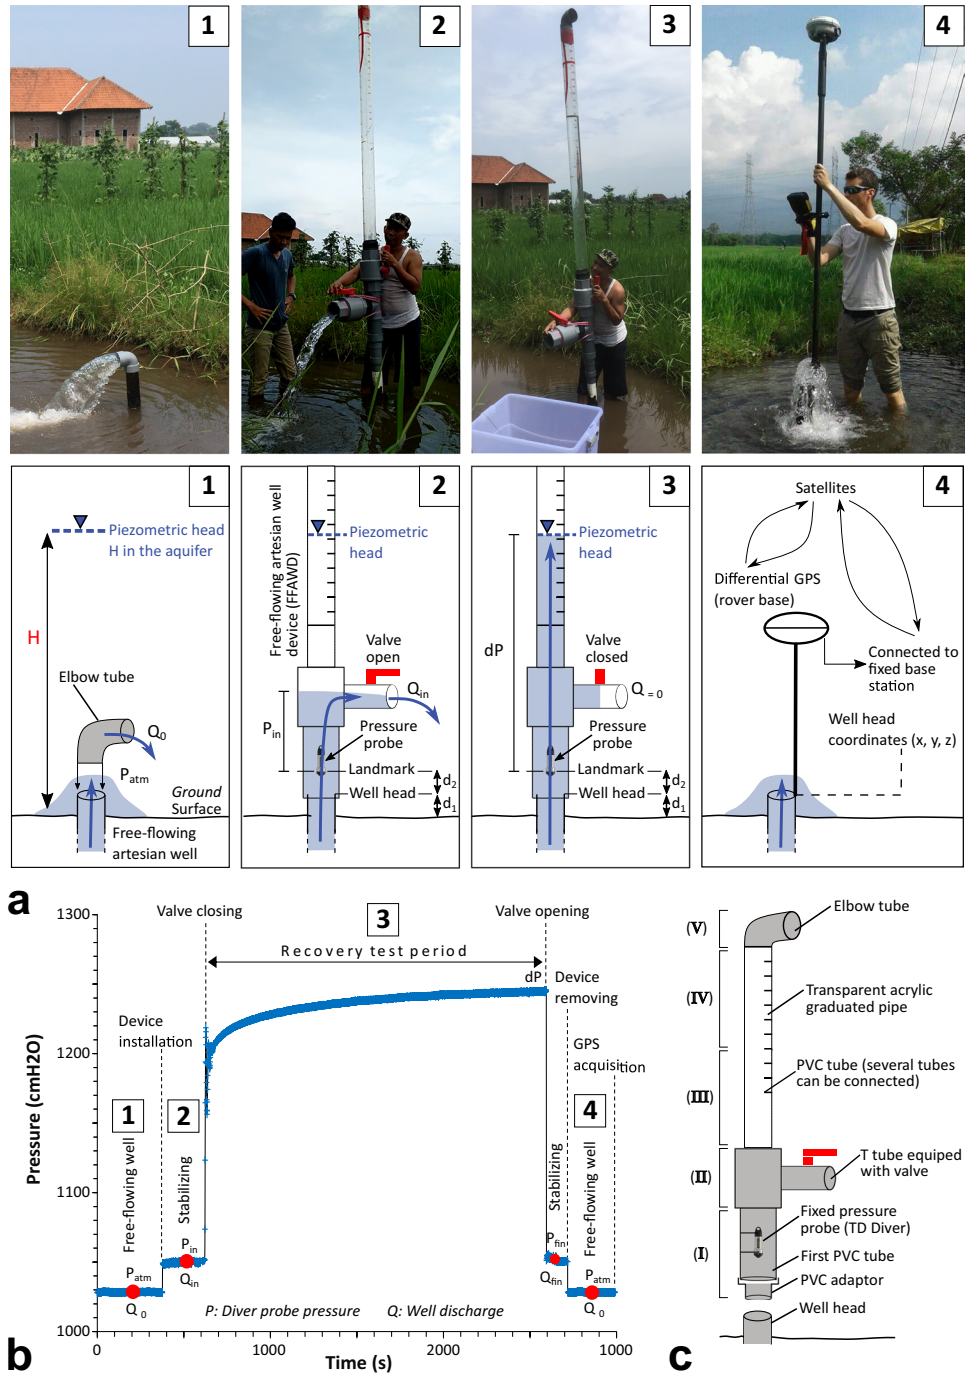 1
2
3
4
1
Piezometric head
H in the aquifer
H
Elbow tube
Q0
Patm
Ground
Surface
Free-flowing
artesian well
2
Free-flowing artesian well
device (FFAWD)
Piezometric
head
Valve
open
Qin
Pin
Pressure
probe
Landmark
d2
Well head
d1
3
Piezometric
head
dP
Valve
closed
Q = 0
Pressure
probe
Landmark
d2
Well head
d1
4
Satellites
Differential GPS
(rover base)
Connected to
fixed base
station
Well head
coordinates (x, y, z)
a
Pressure (cmH2O)
1300
1200
1100
1000
Valve closing
3
Valve opening
Recovery test period
dP
Device
removing
Device
installation
GPS
acquisition
1
2
4
Free-flowing well
Stabilizing
Stabilizing
Free-flowing well
Patm
Q 0
Pin
Qin
Pfin
Qfin
Patm
Q 0
P: Diver probe pressure
Q: Well discharge
0
1000
2000
1000
Time (s)
b
(V)
Elbow tube
(IV)
Transparent acrylic
graduated pipe
(III)
PVC tube (several tubes
can be connected)
(II)
T tube equiped
with valve
(I)
Fixed pressure
probe (TD Diver)
First PVC tube
PVC adaptor
Well head
c